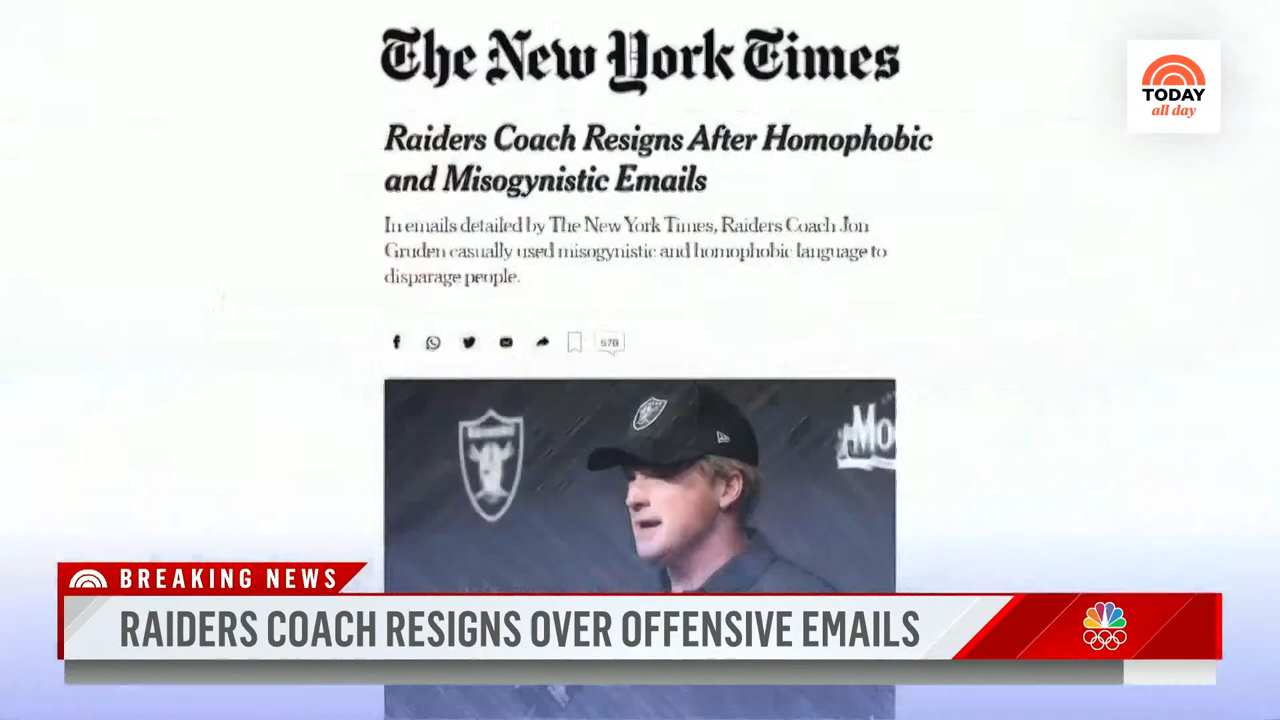 The New York Times
TODAY
all day
Raiders Coach Resigns After Homophobic
and Misogynistic Emails
In emails detailed by The New York Times, Raiders Coach Jon
Gruden casually used misogynistic and homophobic language to
disparage people.
570
Mo
BREAKING NEWS
RAIDERS COACH RESIGNS OVER OFFENSIVE EMAILS